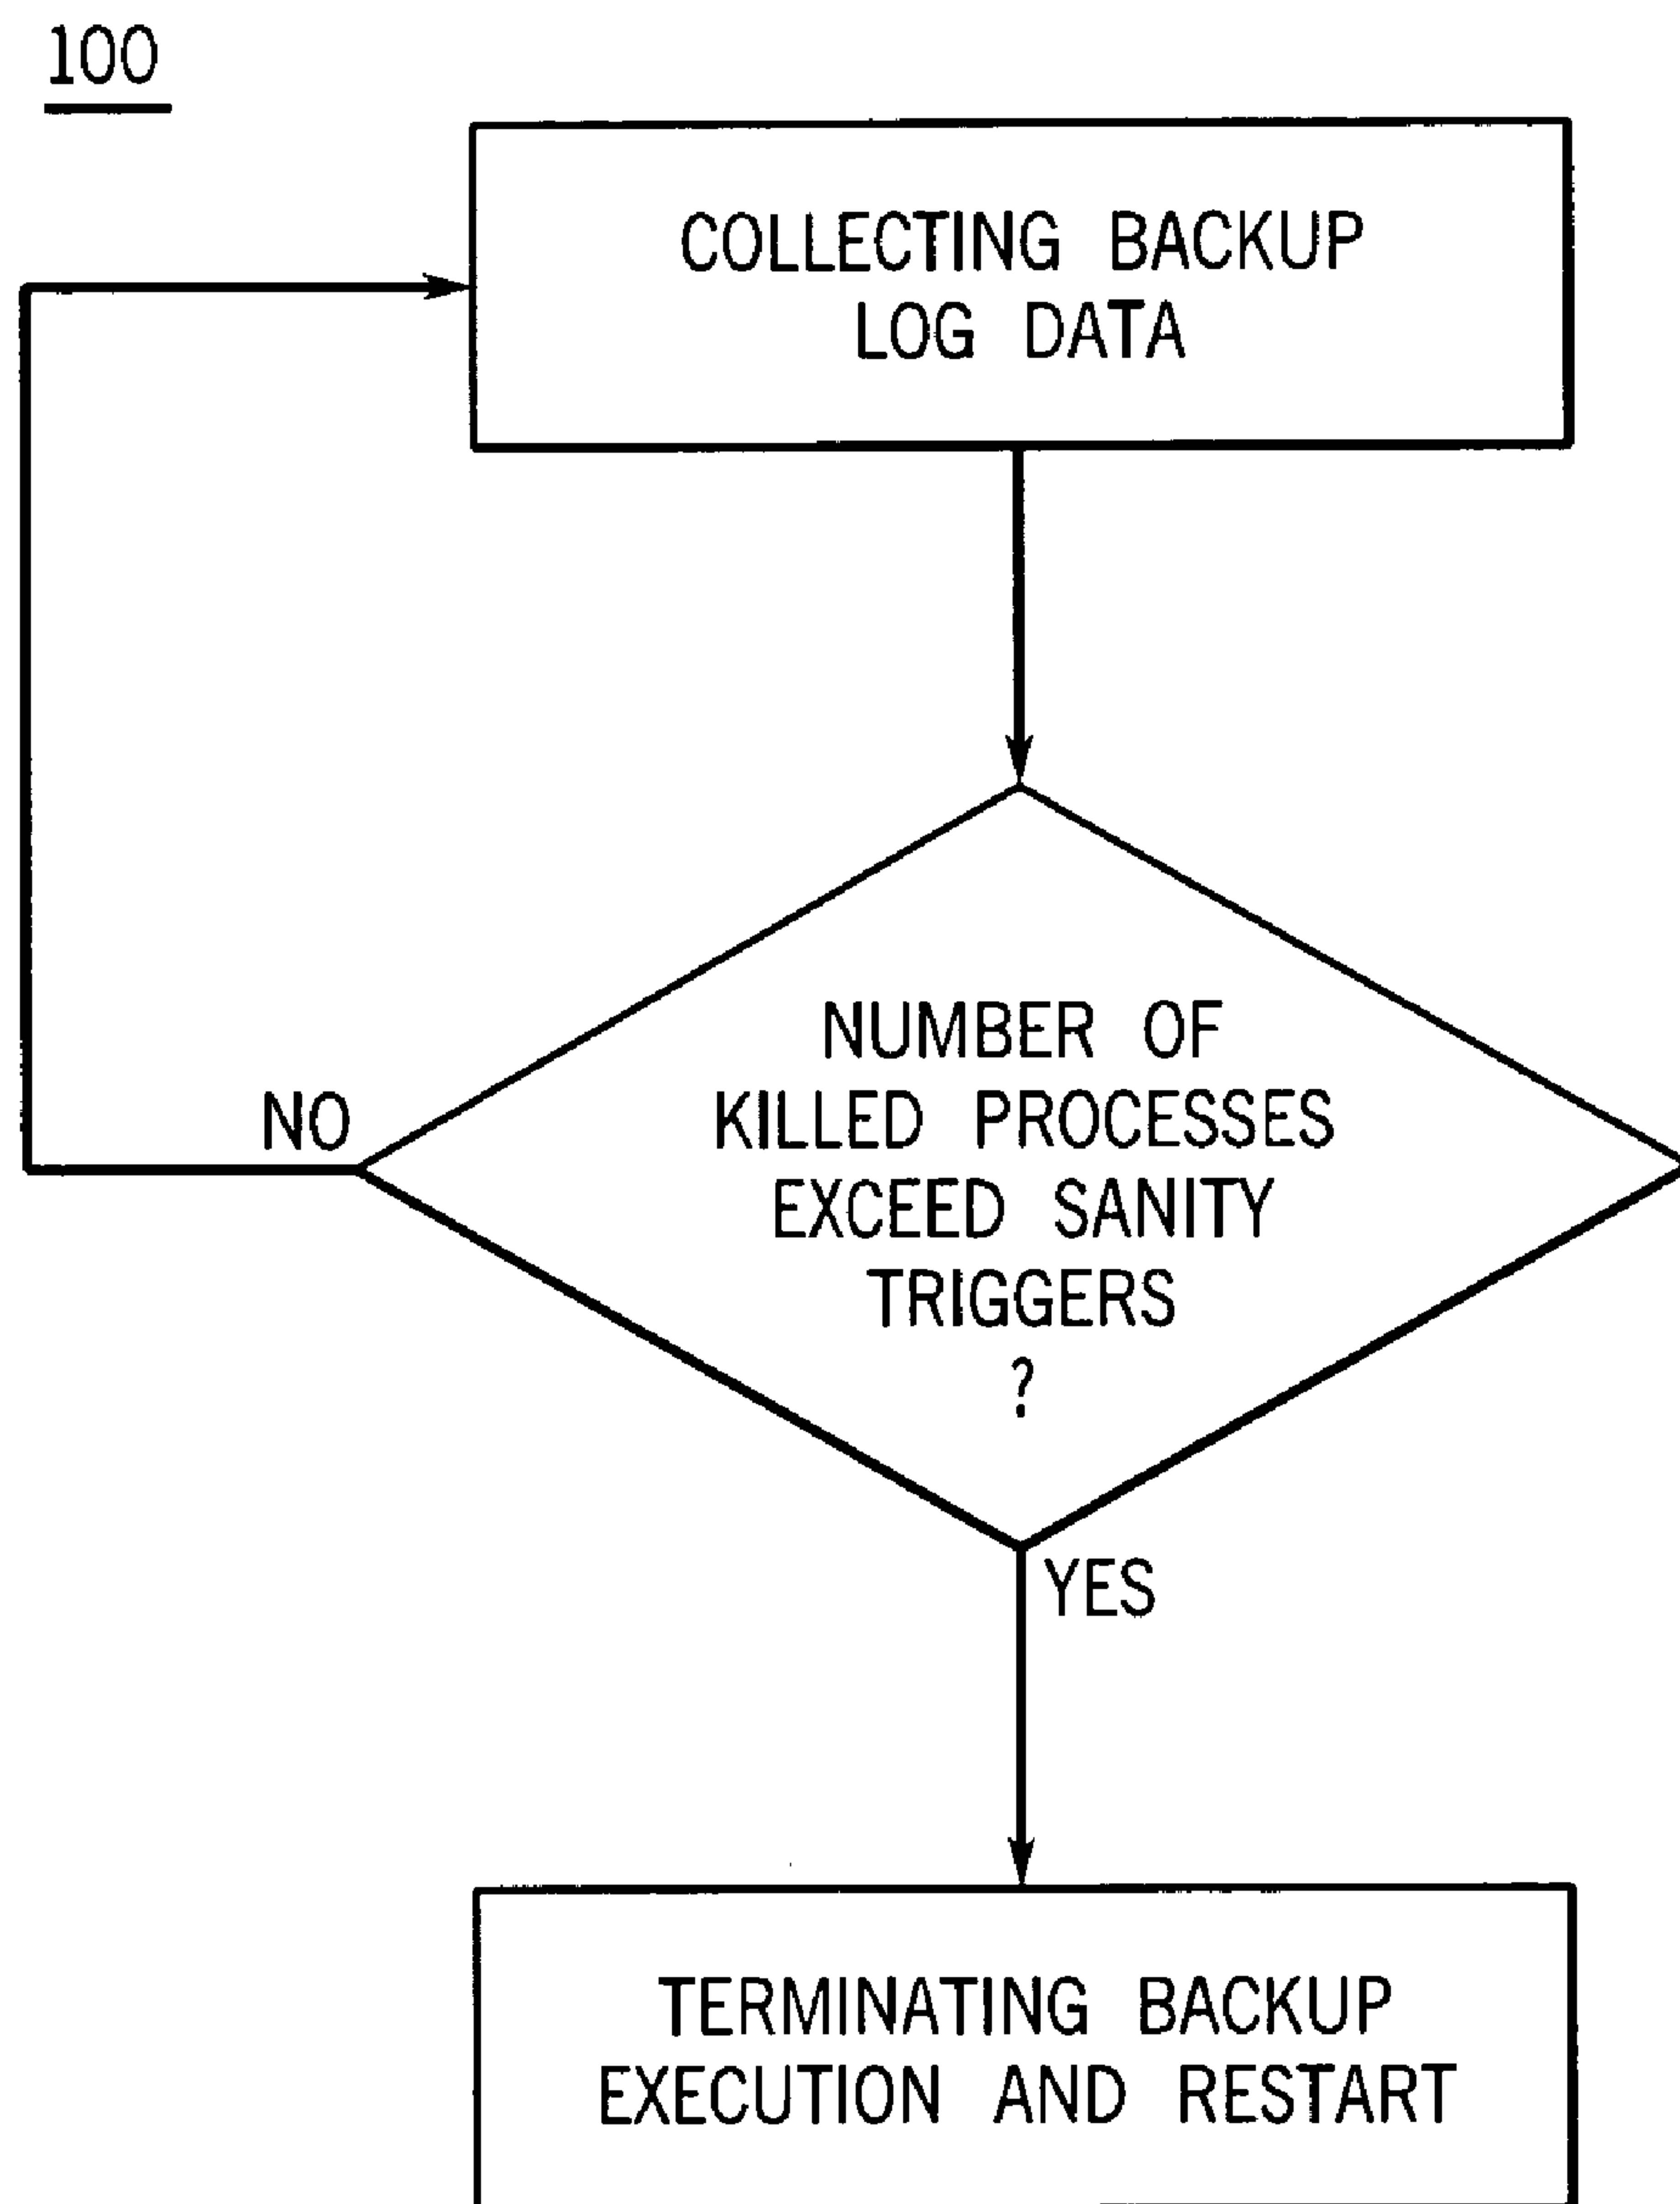 100
COLLECTING BACKUP
LOG DATA
NUMBER OF
KILLED PROCESSES
EXCEED SANITY
TRIGGERS
?
NO
YES
TERMINATING BACKUP
EXECUTION AND RESTART